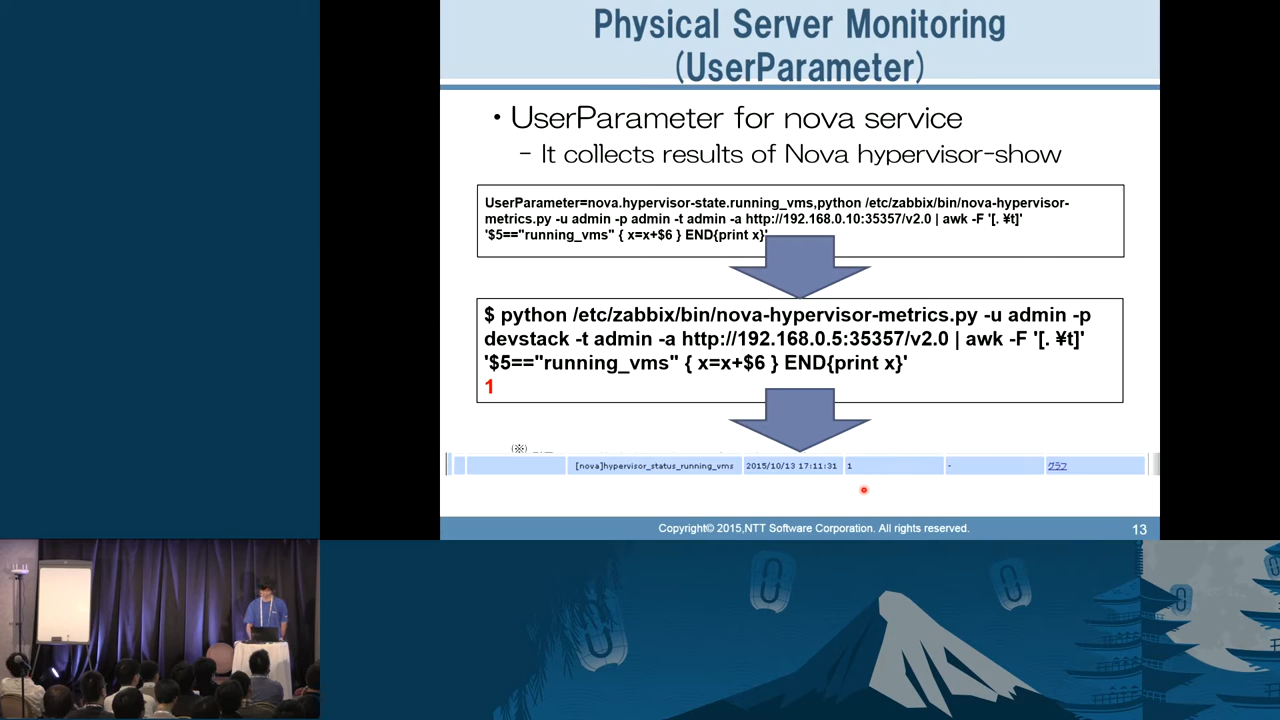 Physical Server Monitoring
(UserParameter)
・UserParameter for nova service
– It collects results of Nova hypervisor-show
UserParameter=nova.hypervisor-state.running_vms,python /etc/zabbix/bin/nova-hypervisor-
metrics.py -u admin -p admin -t admin -a http://192.168.0.10:35357/v2.0 | awk -F '[. ¥t]'
'$5=="running_vms" { x=x+$6 } END{print x}'
$ python /etc/zabbix/bin/nova-hypervisor-metrics.py -u admin -p
devstack -t admin -a http://192.168.0.5:35357/v2.0 | awk -F '[. ¥t]'
'$5=="running_vms" { x=x+$6 } END{print x}'
1
(※)
[nova]hypervisor_status_running_vms 2015/10/13 17:11:31 1 - グラフ
Copyright© 2015,NTT Software Corporation. All rights reserved.
13